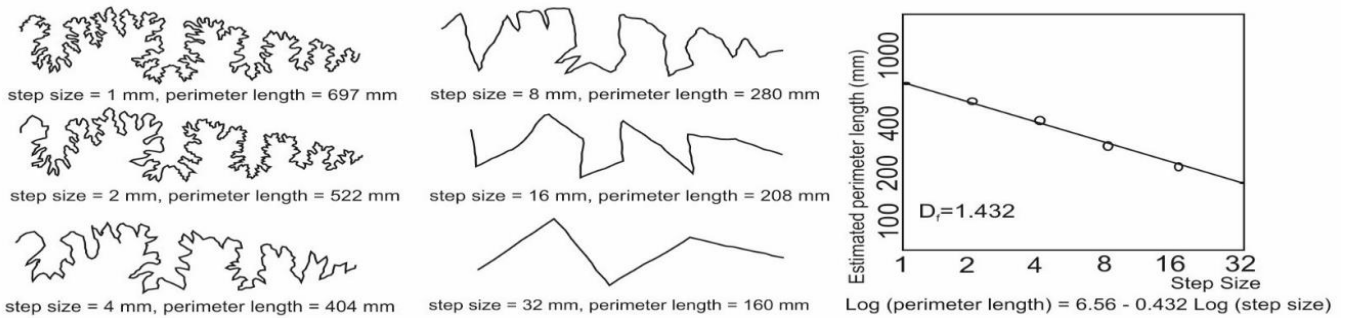 step size = 1 mm, perimeter length = 697 mm
step size = 2 mm, perimeter length = 522 mm
step size = 4 mm, perimeter length = 404 mm
step size = 8 mm, perimeter length = 280 mm
step size = 16 mm, perimeter length = 208 mm
step size = 32 mm, perimeter length = 160 mm
Estimated perimeter length (mm)
1000
400
200
100
Df=1.432
1 2 4 8 16 32
Step Size
Log (perimeter length) = 6.56 - 0.432 Log (step size)